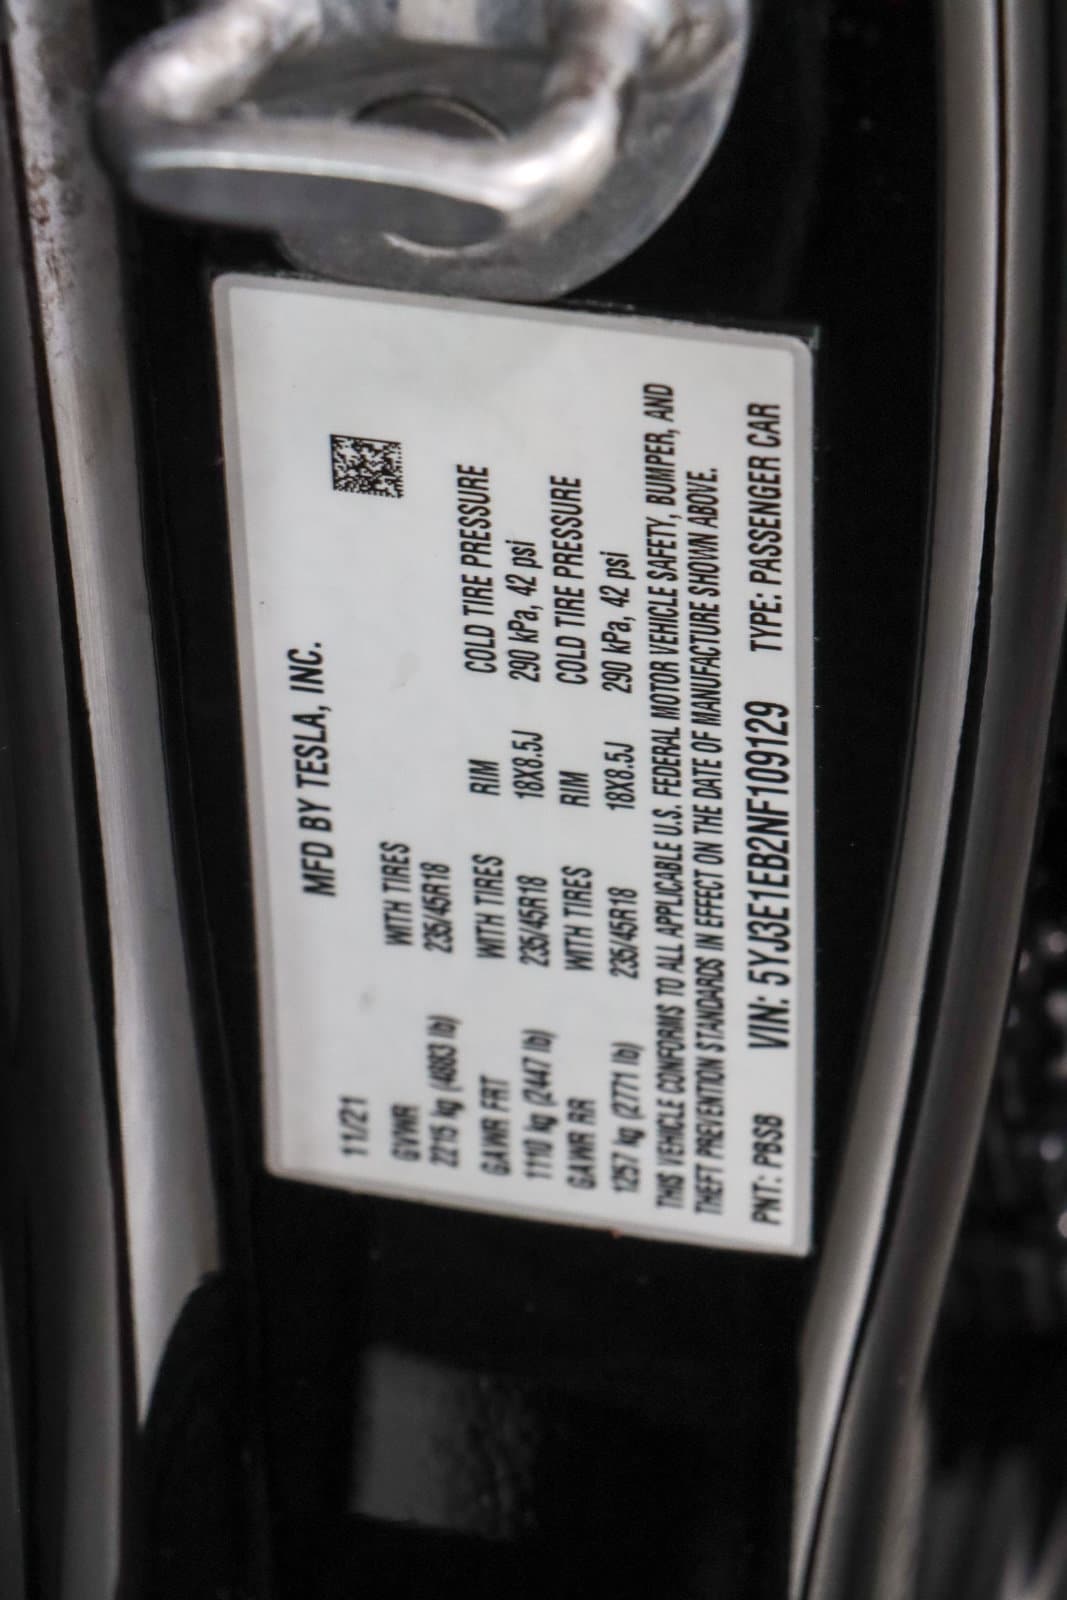 MFD BY TESLA, INC.
11/21
GVWR WITH TIRES
2215 kg (4883 lb) 235/45R18
GAWR FRT WITH TIRES RIM COLD TIRE PRESSURE
1110 kg (2447 lb) 235/45R18 18X8.5J 290 kPa, 42 psi
GAWR RR WITH TIRES RIM COLD TIRE PRESSURE
1257 kg (2771 lb) 235/45R18 18X8.5J 290 kPa, 42 psi
THIS VEHICLE CONFORMS TO ALL APPLICABLE U.S. FEDERAL MOTOR VEHICLE SAFETY, BUMPER, AND
THEFT PREVENTION STANDARDS IN EFFECT ON THE DATE OF MANUFACTURE SHOWN ABOVE.
PNT: PBSB VIN: 5YJ3E1EB2NF109129 TYPE: PASSENGER CAR